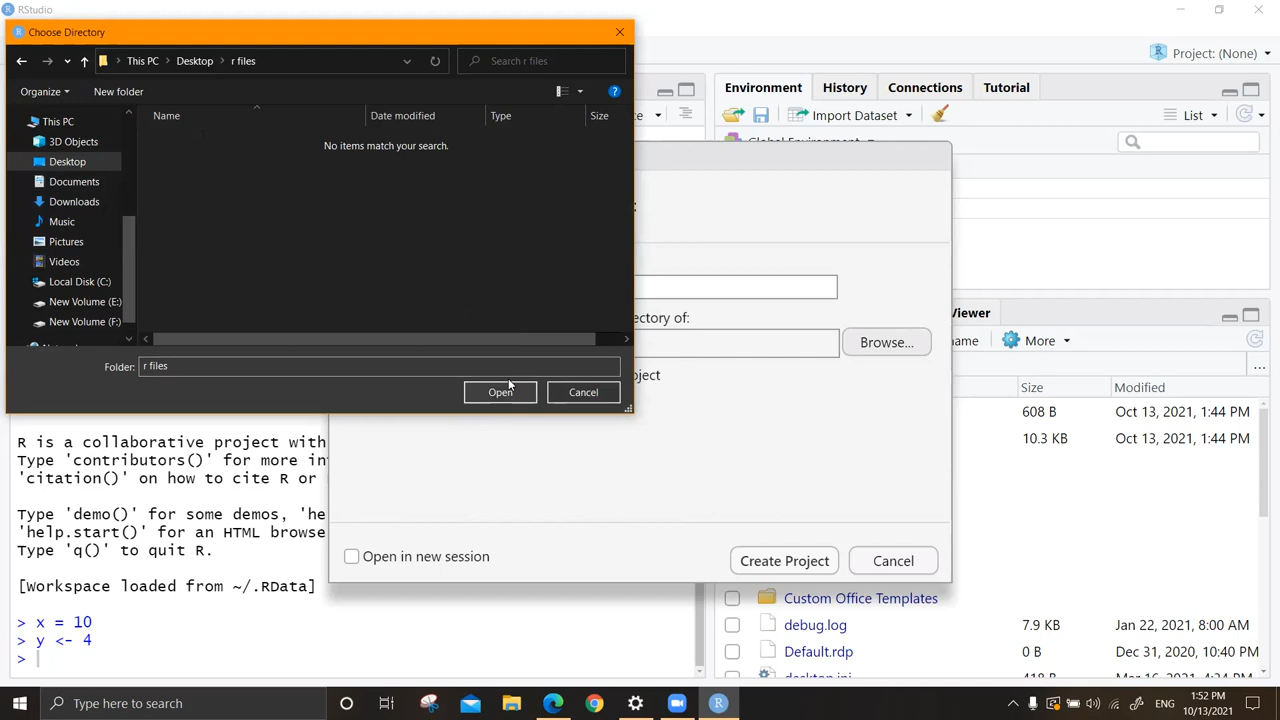 RStudio
Choose Directory
This PC > Desktop > r files
Search r files
Organize
New folder
Name
Date modified
Type
Size
No items match your search.
This PC
3D Objects
Desktop
Documents
Downloads
Music
Pictures
Videos
Local Disk (C:)
New Volume (E:)
New Volume (F:)
Folder:
r files
Open
Cancel
Project: (None)
Environment
History
Connections
Tutorial
Import Dataset
List
Browse...
Open in new session
Create Project
Cancel
Viewer
More
Size
Modified
608 B
Oct 13, 2021, 1:44 PM
10.3 KB
Oct 13, 2021, 1:44 PM
Custom Office Templates
debug.log
7.9 KB
Jan 22, 2021, 8:00 AM
Default.rdp
0 B
Dec 31, 2020, 10:40 PM
R is a collaborative project with
Type 'contributors()' for more
'citation()' on how to cite R or
Type 'demo()' for some demos,
'help.start()' for an HTML browse
Type 'q()' to quit R.
[Workspace loaded from ~/.RData]
> x = 10
> y <- 4
>
Type here to search
ENG
1:52 PM
10/13/2021